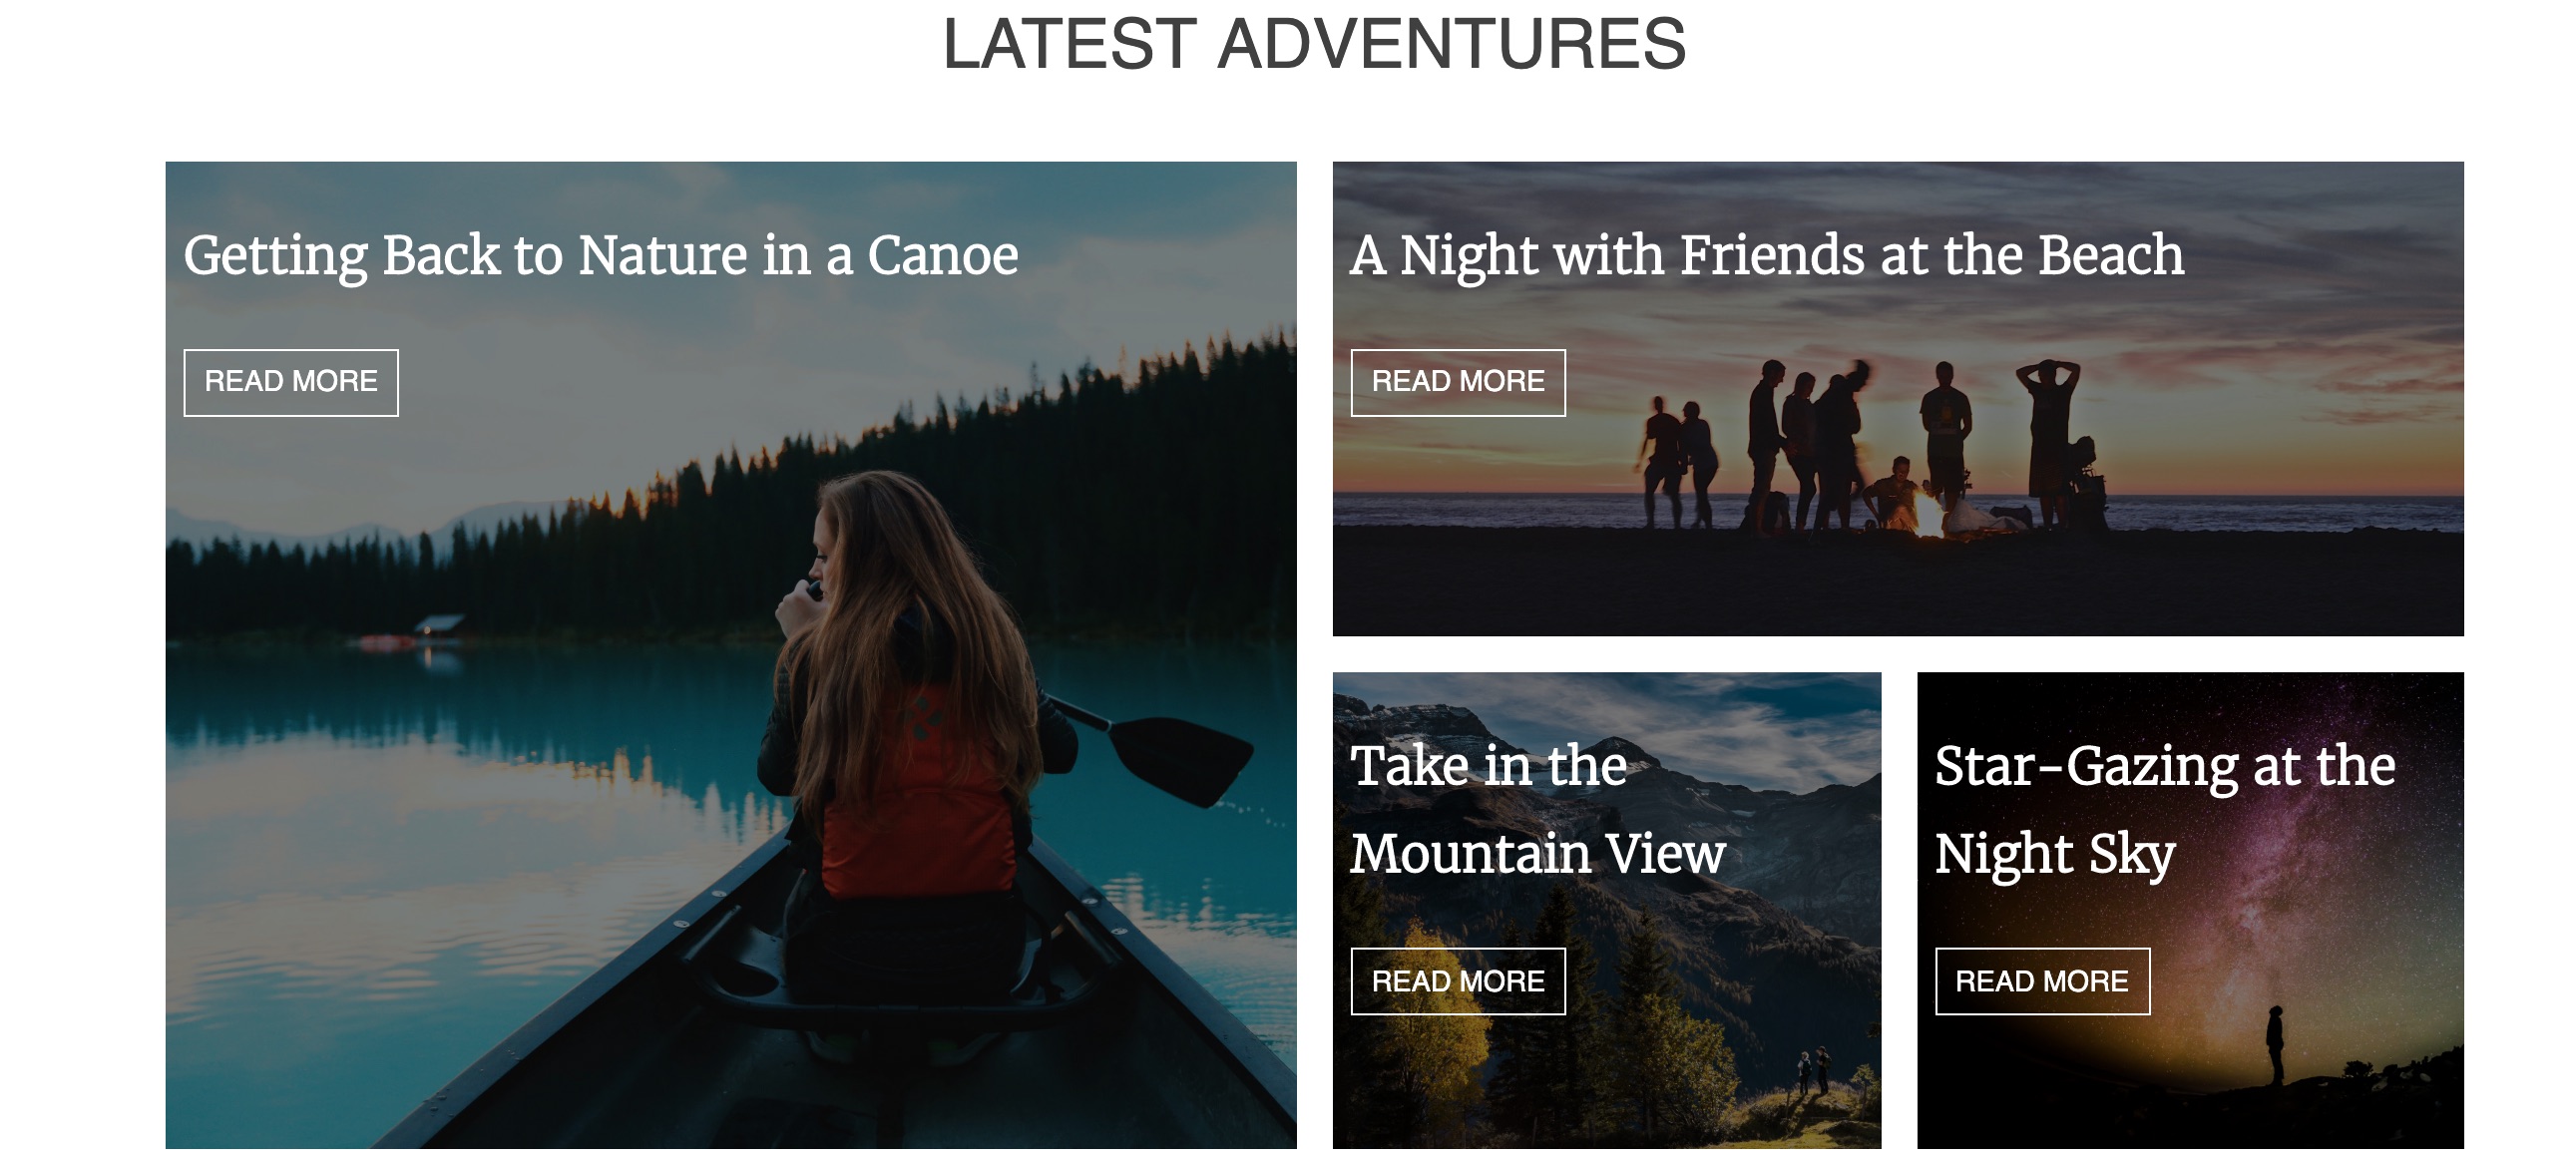 LATEST ADVENTURES
Getting Back to Nature in a Canoe
READ MORE
A Night with Friends at the Beach
READ MORE
Take in the
Mountain View
READ MORE
Star-Gazing at the
Night Sky
READ MORE